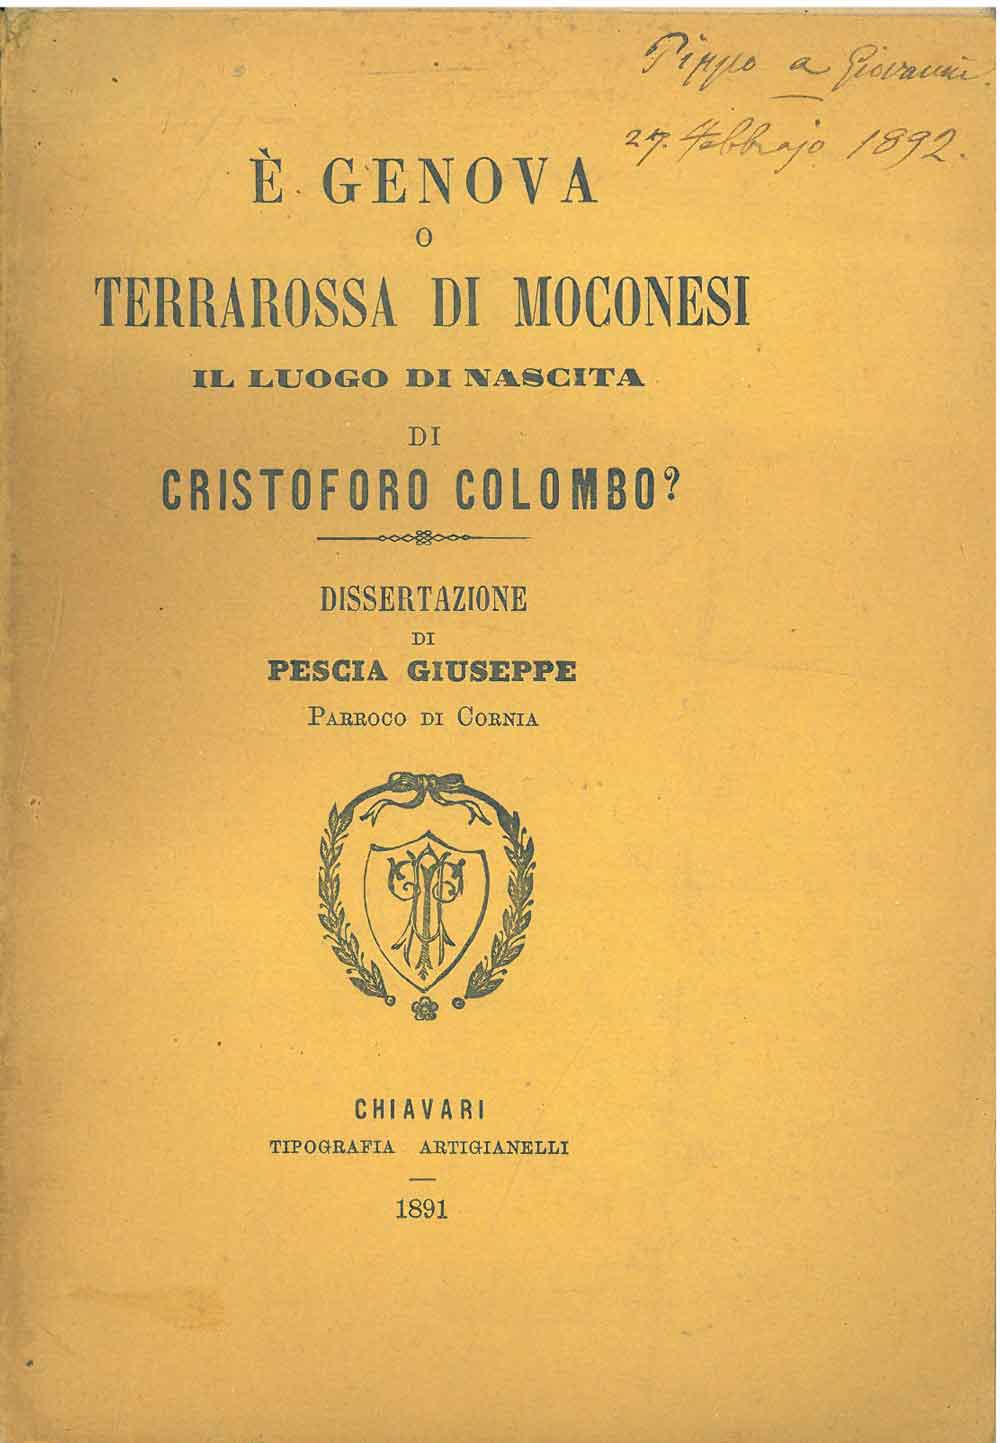 Pippo a Giovanni
27. Febbrajo 1892.
È GENOVA
O
TERRAROSSA DI MOCONESI
IL LUOGO DI NASCITA
DI
CRISTOFORO COLOMBO?
DISSERTAZIONE
DI
PESCIA GIUSEPPE
PARROCO DI CORNIA
CHIAVARI
TIPOGRAFIA ARTIGIANELLI
1891